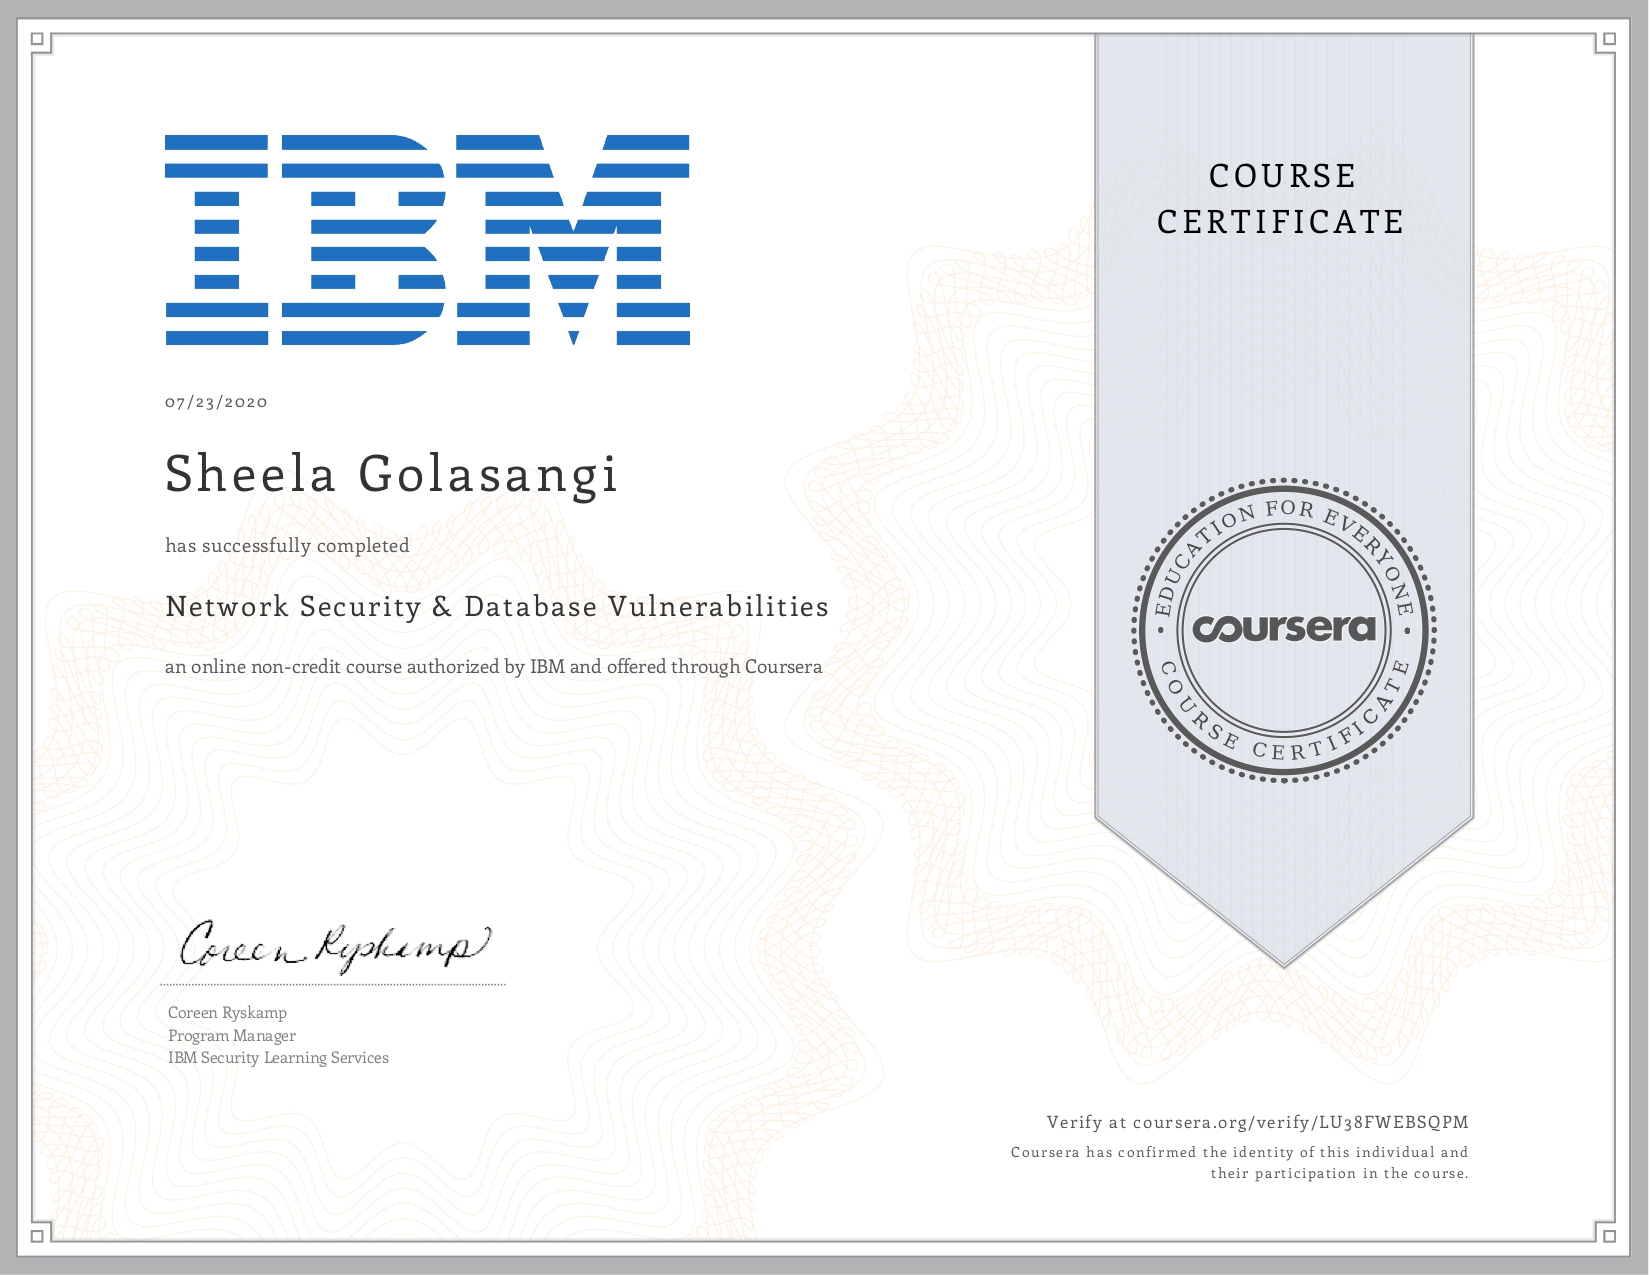 IBM
07/23/2020
Sheela Golasangi
has successfully completed
Network Security & Database Vulnerabilities
an online non-credit course authorized by IBM and offered through Coursera
Coreen Ryskamp
Coreen Ryskamp
Program Manager
IBM Security Learning Services
COURSE
CERTIFICATE
EDUCATION FOR EVERYONE
coursera
COURSE CERTIFICATE
Verify at coursera.org/verify/LU38FWEBSQPM
Coursera has confirmed the identity of this individual and
their participation in the course.